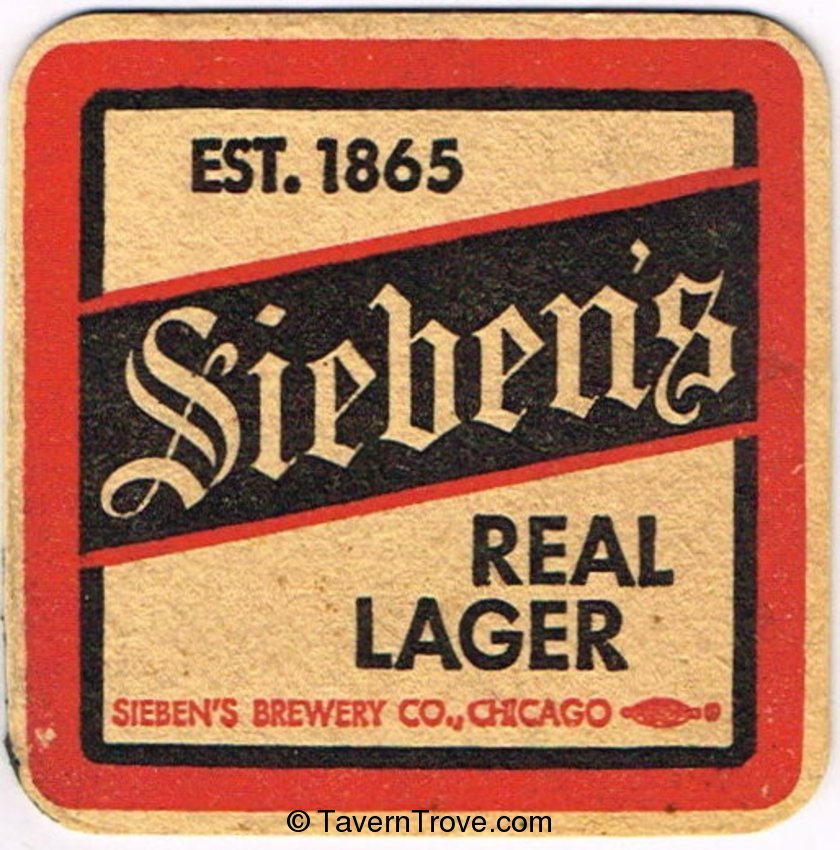 EST. 1865
Sieben's
REAL
LAGER
SIEBEN'S BREWERY CO., CHICAGO
© TavernTrove.com